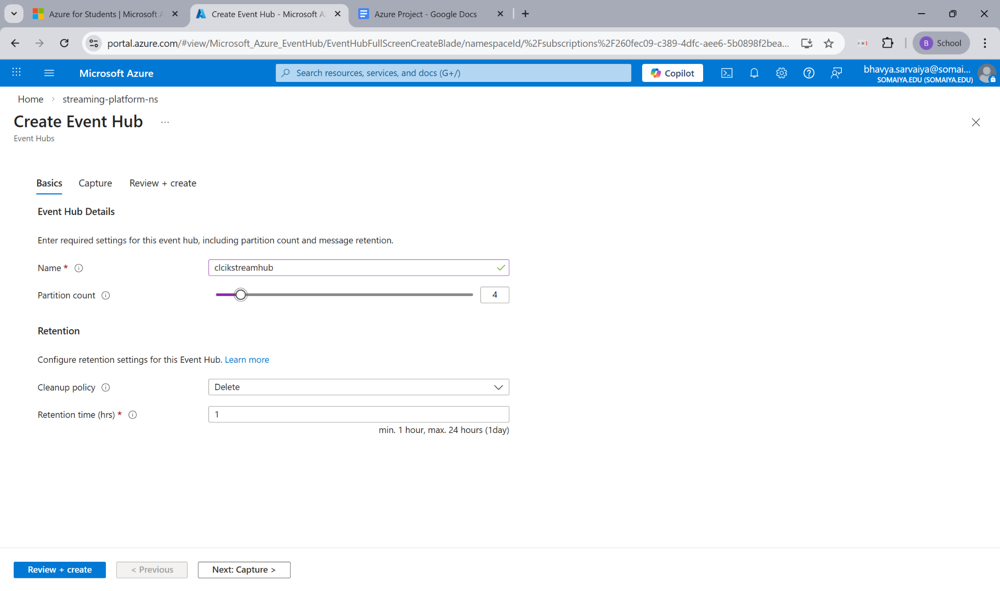 Azure for Students | Microsoft A
Create Event Hub - Microsoft A
Azure Project - Google Docs
portal.azure.com/#view/Microsoft_Azure_EventHub/EventHubFullScreenCreateBlade/namespaceId/%2Fsubscriptions%2F260fec09-c389-4dfc-aee6-5b0898f2bea...
B School
Microsoft Azure
Search resources, services, and docs (G+/)
Copilot
bhavya.sarvaiya@somai...
SOMAIYA.EDU (SOMAIYA.EDU)
Home > streaming-platform-ns
Create Event Hub ...
Event Hubs
Basics Capture Review + create
Event Hub Details
Enter required settings for this event hub, including partition count and message retention.
Name * clcikstreamhub
Partition count 4
Retention
Configure retention settings for this Event Hub. Learn more
Cleanup policy Delete
Retention time (hrs) * 1
min. 1 hour, max. 24 hours (1day)
Review + create < Previous Next: Capture >